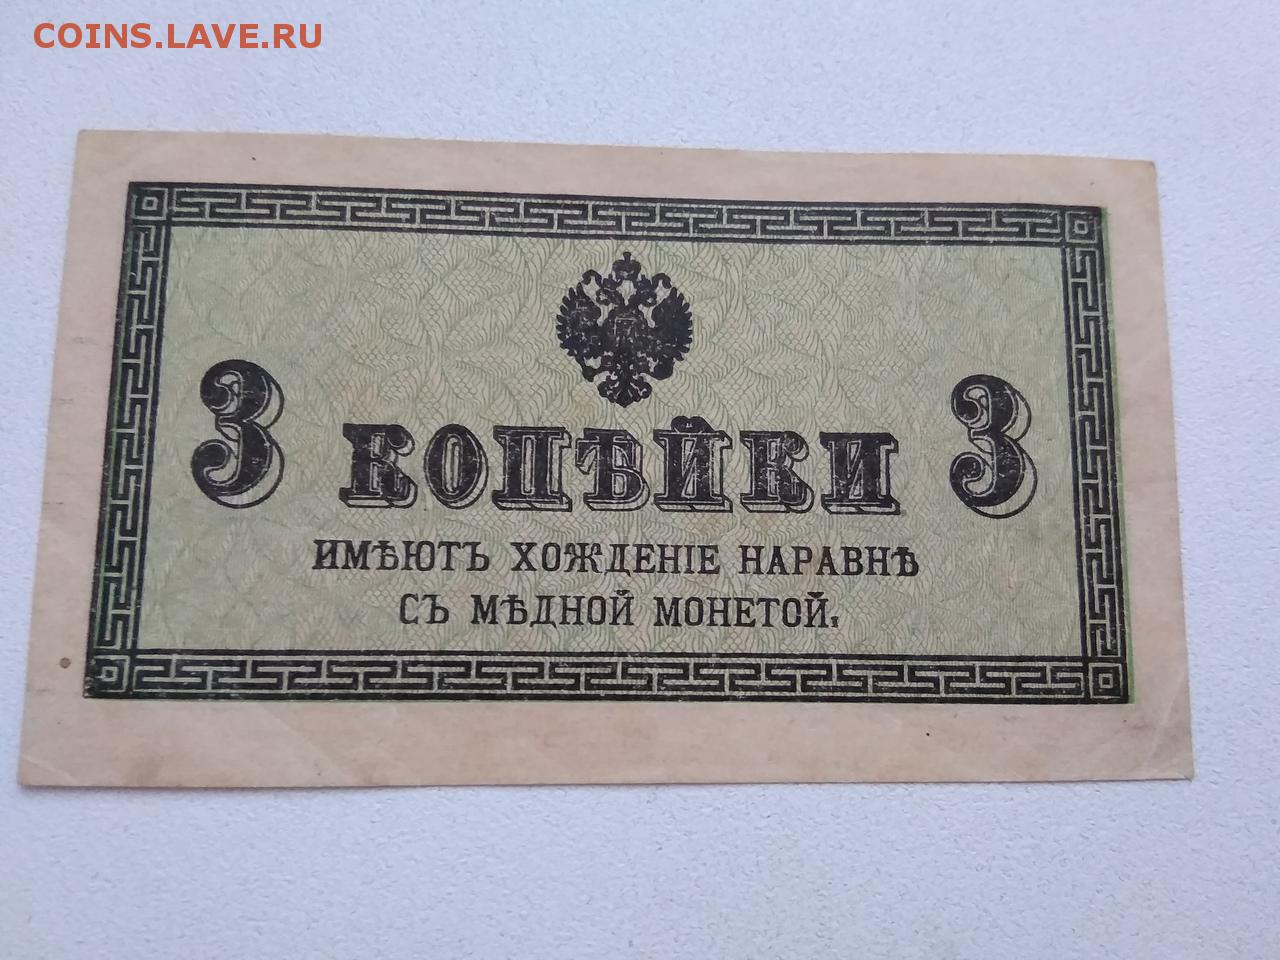 COINS.LAVE.RU
3 КОПѢЙКИ 3
ИМѢЮТЪ ХОЖДЕНІЕ НАРАВНѢ
СЪ МѢДНОЙ МОНЕТОЙ.